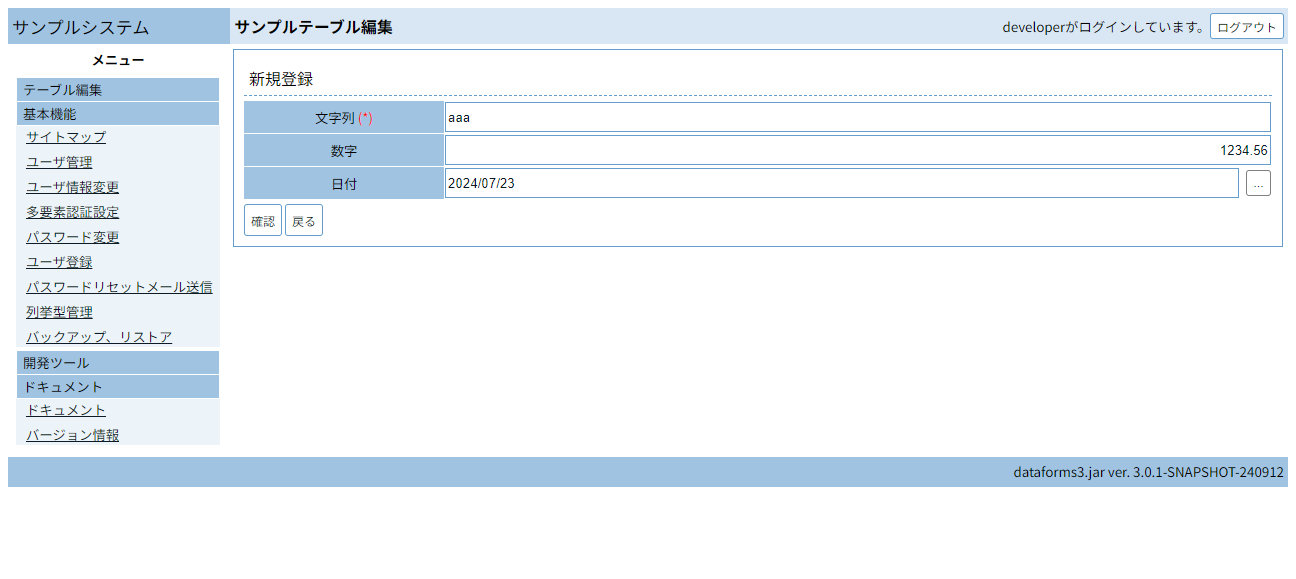 サンプルシステム
サンプルテーブル編集
developerがログインしています。 ログアウト
メニュー
テーブル編集
基本機能
サイトマップ
ユーザ管理
ユーザ情報変更
多要素認証設定
パスワード変更
ユーザ登録
パスワードリセットメール送信
列挙型管理
バックアップ、リストア
開発ツール
ドキュメント
ドキュメント
バージョン情報
新規登録
文字列 (*) aaa
数字 1234.56
日付 2024/07/23 ...
確認 戻る
dataforms3.jar ver. 3.0.1-SNAPSHOT-240912